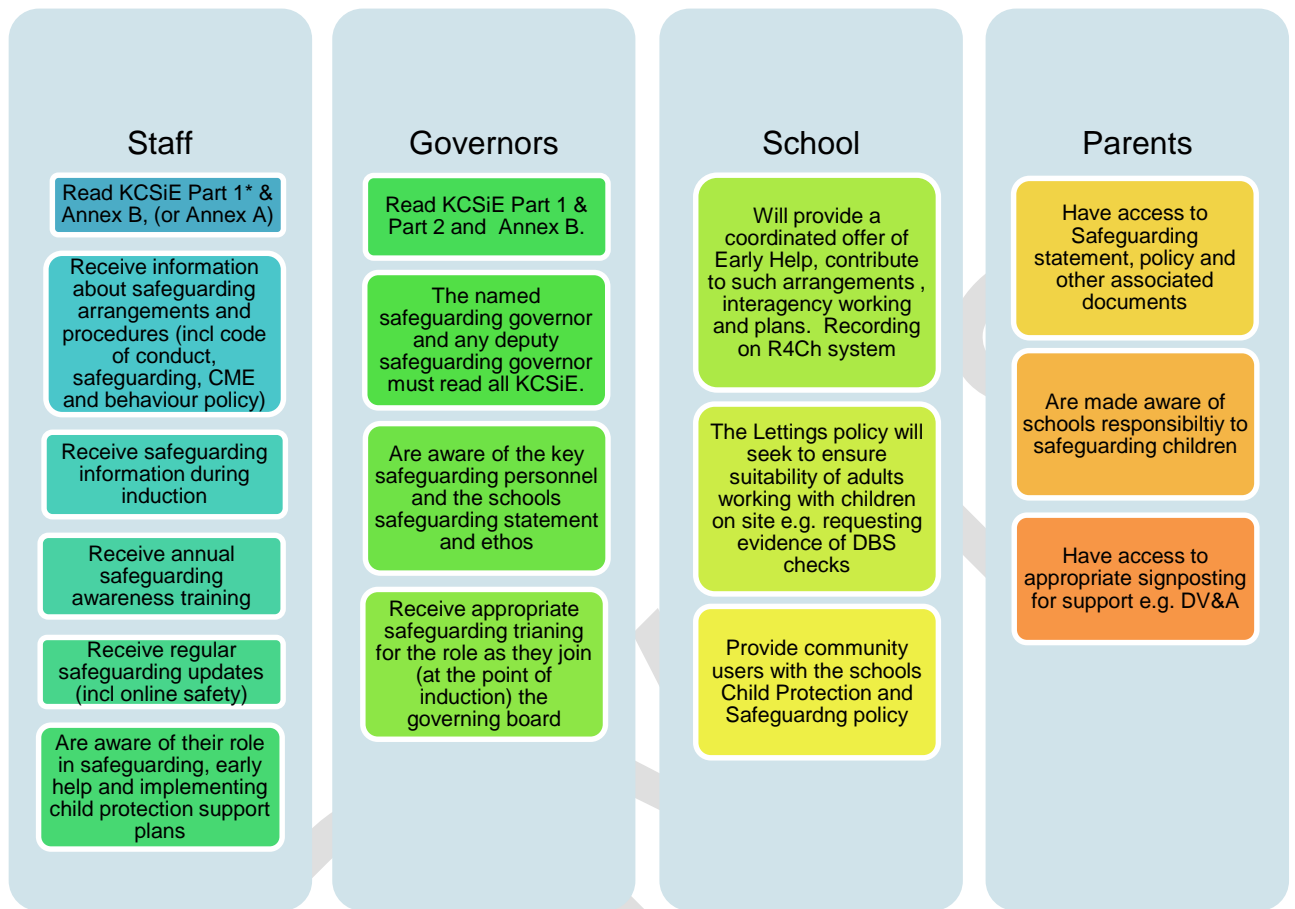 Staff
Read KCSiE Part 1* &
Annex B, (or Annex A)
Receive information
about safeguarding
arrangements and
procedures (incl code
of conduct,
safeguarding, CME
and behaviour policy)
Receive safeguarding
information during
induction
Receive annual
safeguarding
awareness training
Receive regular
safeguarding updates
(incl online safety)
Are aware of their role
in safeguarding, early
help and implementing
child protection support
plans
Governors
Read KCSiE Part 1 &
Part 2 and  Annex B.
The named
safeguarding governor
and any deputy
safeguarding governor
must read all KCSiE.
Are aware of the key
safeguarding personnel
and the schools
safeguarding statement
and ethos
Receive appropriate
safeguarding trianing
for the role as they join
(at the point of
induction) the
governing board
School
Will provide a
coordinated offer of
Early Help, contribute
to such arrangements ,
interagency working
and plans.  Recording
on R4Ch system
The Lettings policy will
seek to ensure
suitability of adults
working with children
on site e.g. requesting
evidence of DBS
checks
Provide community
users with the schools
Child Protection and
Safeguardng policy
Parents
Have access to
Safeguarding
statement, policy and
other associated
documents
Are made aware of
schools responsibiltiy to
safeguarding children
Have access to
appropriate signposting
for support e.g. DV&A